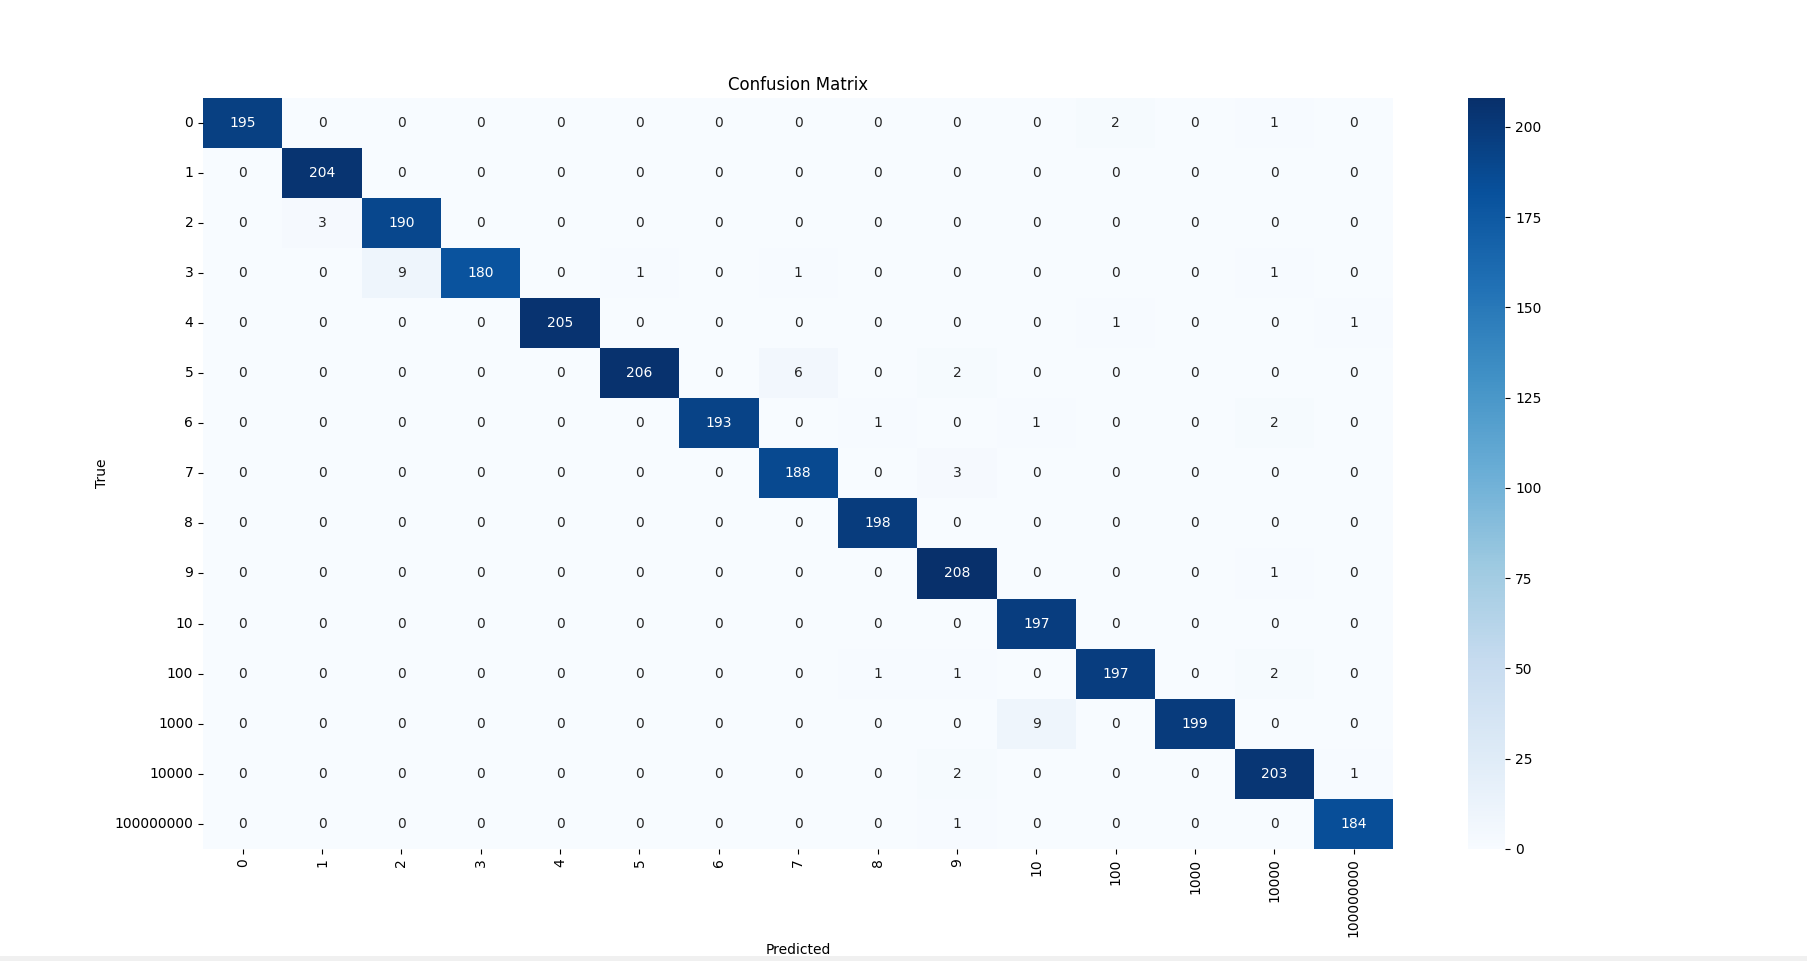 Confusion Matrix
0 195 0 0 0 0 0 0 0 0 0 0 2 0 1 0
1 0 204 0 0 0 0 0 0 0 0 0 0 0 0 0
2 0 3 190 0 0 0 0 0 0 0 0 0 0 0 0
3 0 0 9 180 0 1 0 1 0 0 0 0 0 1 0
4 0 0 0 0 205 0 0 0 0 0 0 1 0 0 1
5 0 0 0 0 0 206 0 6 0 2 0 0 0 0 0
6 0 0 0 0 0 0 193 0 1 0 1 0 0 2 0
7 0 0 0 0 0 0 0 188 0 3 0 0 0 0 0
8 0 0 0 0 0 0 0 0 198 0 0 0 0 0 0
9 0 0 0 0 0 0 0 0 0 208 0 0 0 1 0
10 0 0 0 0 0 0 0 0 0 0 197 0 0 0 0
100 0 0 0 0 0 0 0 0 1 1 0 197 0 2 0
1000 0 0 0 0 0 0 0 0 0 0 9 0 199 0 0
10000 0 0 0 0 0 0 0 0 0 2 0 0 0 203 1
100000000 0 0 0 0 0 0 0 0 0 1 0 0 0 0 184
0 1 2 3 4 5 6 7 8 9 10 100 1000 10000 100000000
True
Predicted
200
175
150
125
100
75
50
25
0